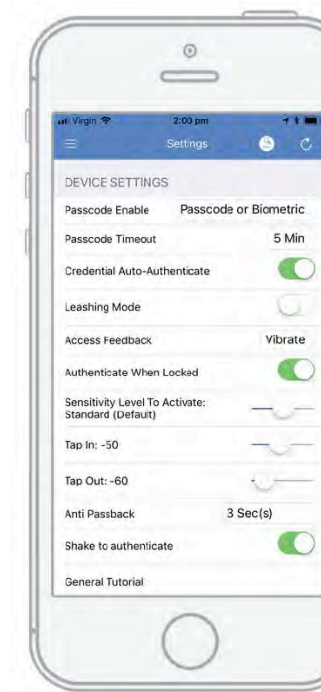 Virgin 2:00 pm
Settings
DEVICE SETTINGS
Passcode Enable Passcode or Biometric
Passcode Timeout 5 Min
Credential Auto-Authenticate
Leashing Mode
Access Feedback Vibrate
Authenticate When Locked
Sensitivity Level To Activate:
Standard (Default)
Tap In: -50
Tap Out: -60
Anti Passback 3 Sec(s)
Shake to authenticate
General Tutorial